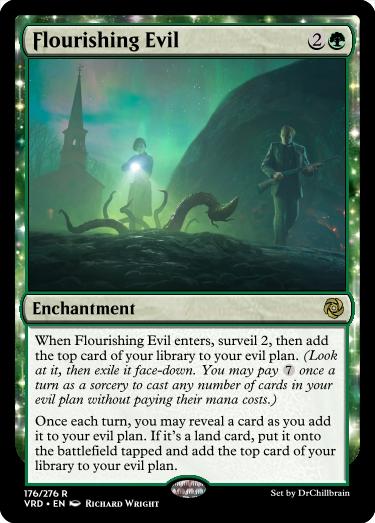 Flourishing Evil 2
Enchantment
When Flourishing Evil enters, surveil 2, then add
the top card of your library to your evil plan. (Look
at it, then exile it face-down. You may pay 7 once a
turn as a sorcery to cast any number of cards in your
evil plan without paying their mana costs.)
Once each turn, you may reveal a card as you
add it to your evil plan. If it's a land card, put it onto
the battlefield tapped and add the top card of your
library to your evil plan.
176/276 R
VRD • EN Richard Wright
Set by DrChillbrain